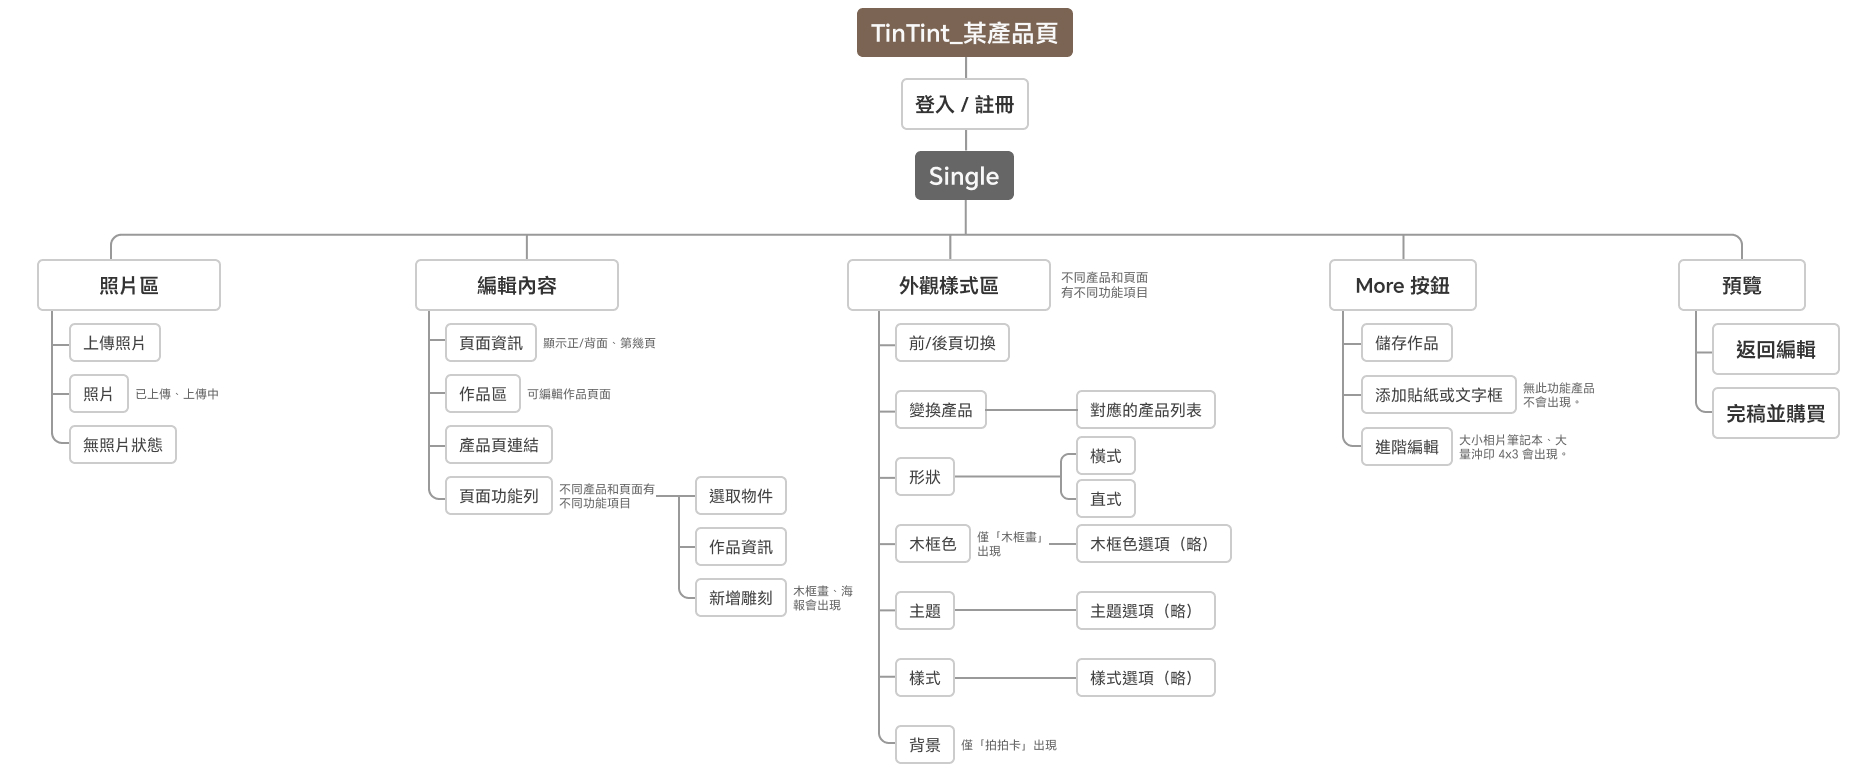 TinTint_某產品頁
登入 / 註冊
Single
照片區
上傳照片
照片
已上傳、上傳中
無照片狀態
編輯內容
頁面資訊
顯示正/背面、第幾頁
作品區
可編輯作品頁面
產品頁連結
頁面功能列
不同產品和頁面有
不同功能項目
選取物件
作品資訊
新增雕刻
木框畫、海
報會出現
外觀樣式區
不同產品和頁面
有不同功能項目
前/後頁切換
變換產品
對應的產品列表
形狀
橫式
直式
木框色
僅「木框畫」
出現
木框色選項（略）
主題
主題選項（略）
樣式
樣式選項（略）
背景
僅「拍拍卡」出現
More 按鈕
儲存作品
添加貼紙或文字框
無此功能產品
不會出現。
進階編輯
大小相片筆記本、大
量沖印 4x3 會出現。
預覽
返回編輯
完稿並購買